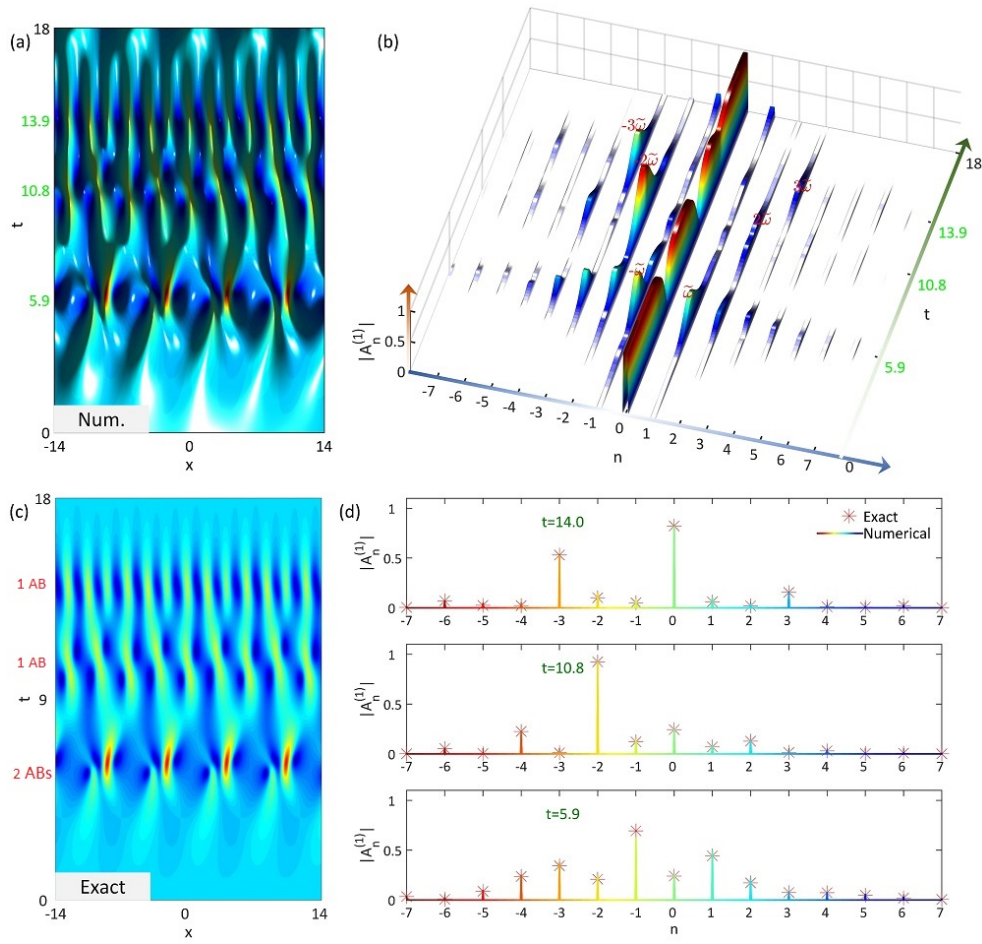 (a)
18
13.9
10.8
t
5.9
0
Num.
-14
0
14
x
(b)
-3ω̃
-2ω̃
-ω̃
ω̃
2ω̃
3ω̃
1
0.5
0
|A_n^(1)|
-7
-6
-5
-4
-3
-2
-1
0
1
2
3
4
5
6
7
n
0
5.9
10.8
13.9
18
t
(c)
18
1 AB
1 AB
t 9
2 ABs
0
Exact
-14
0
14
x
(d)
t=14.0
Exact
Numerical
1
0.5
0
|A_n^(1)|
-7 -6 -5 -4 -3 -2 -1 0 1 2 3 4 5 6 7
t=10.8
1
0.5
0
|A_n^(1)|
-7 -6 -5 -4 -3 -2 -1 0 1 2 3 4 5 6 7
t=5.9
1
0.5
0
|A_n^(1)|
-7 -6 -5 -4 -3 -2 -1 0 1 2 3 4 5 6 7
n